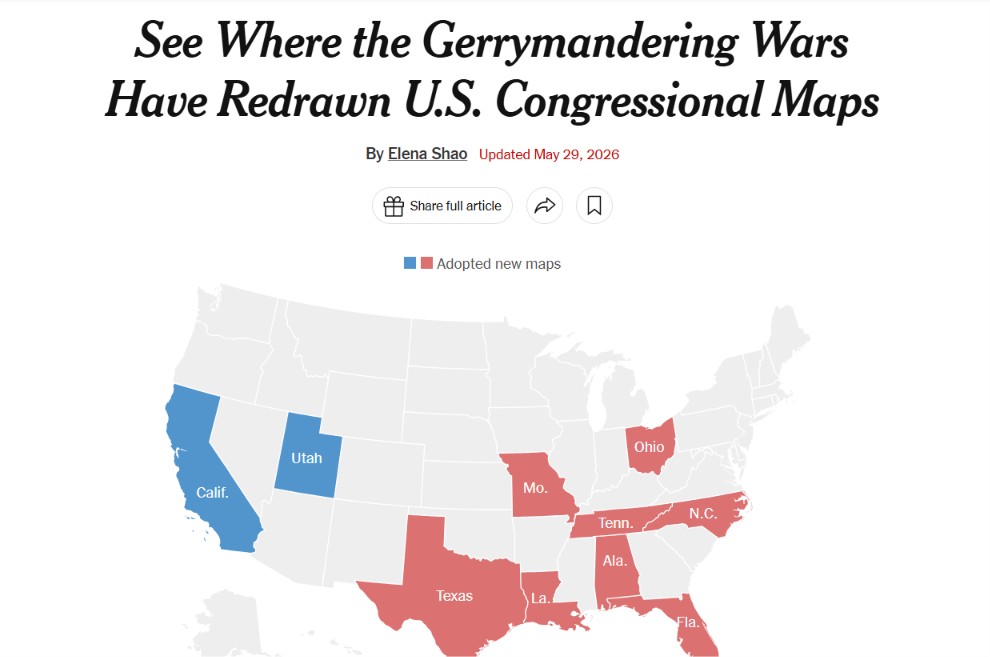 See Where the Gerrymandering Wars
Have Redrawn U.S. Congressional Maps
By Elena Shao Updated May 29, 2026
Share full article
Adopted new maps
Ohio
Utah
Mo.
Calif.
N.C.
Tenn.
Ala.
Texas
La.
Fla.